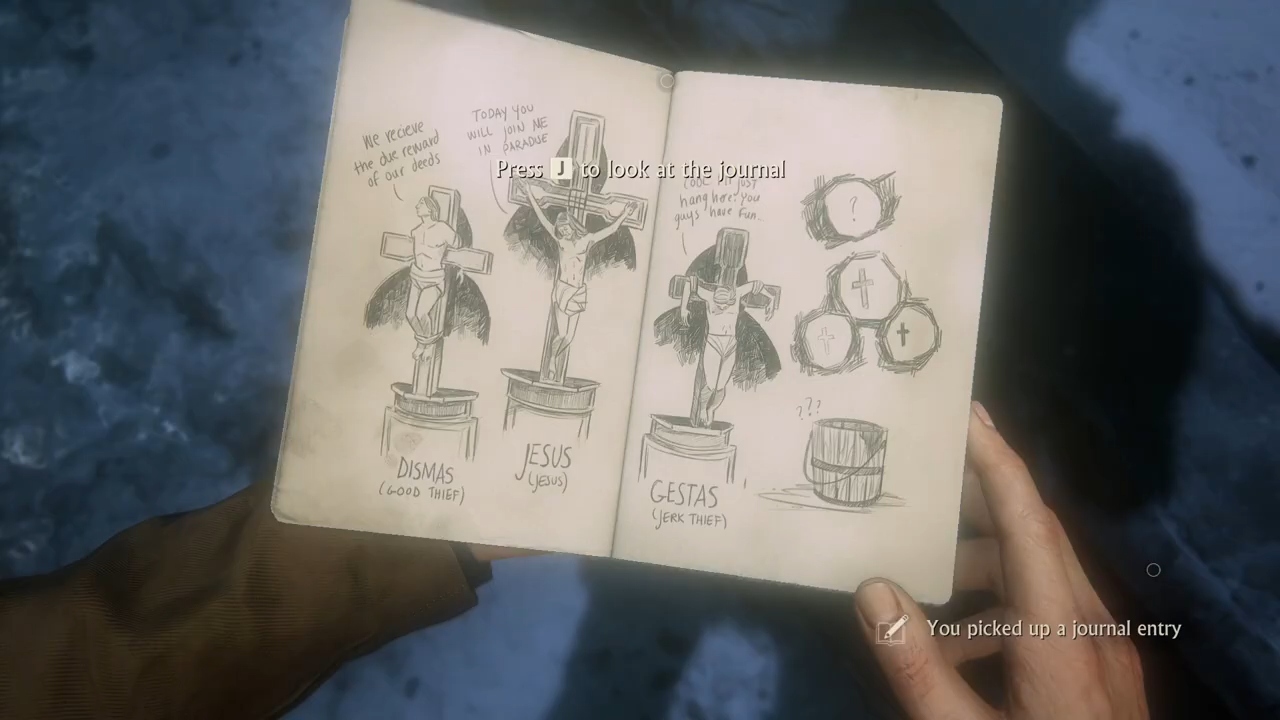 We recieve
the due reward
of our deeds
TODAY YOU
WILL JOIN ME
IN PARADISE
Press J to look at the journal
just
hang here. You
guys have fun..
?
DISMAS
(GOOD THIEF)
JESUS
(JESUS)
GESTAS
(JERK THIEF)
???
You picked up a journal entry